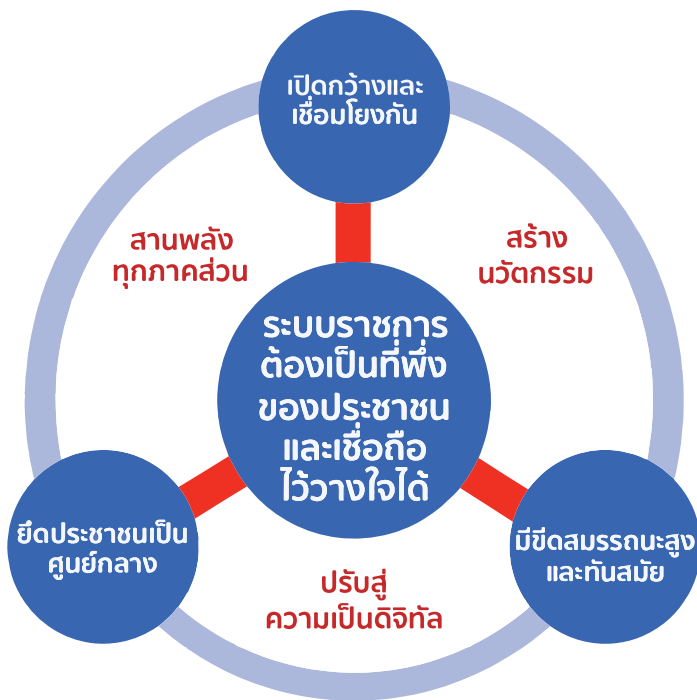 เปิดกว้างและ
เชื่อมโยงกัน
สานพลัง
ทุกภาคส่วน
สร้าง
นวัตกรรม
ระบบราชการ
ต้องเป็นที่พึ่ง
ของประชาชน
และเชื่อถือ
ไว้วางใจได้
ยึดประชาชนเป็น
ศูนย์กลาง
มีขีดสมรรถนะสูง
และทันสมัย
ปรับสู่
ความเป็นดิจิทัล